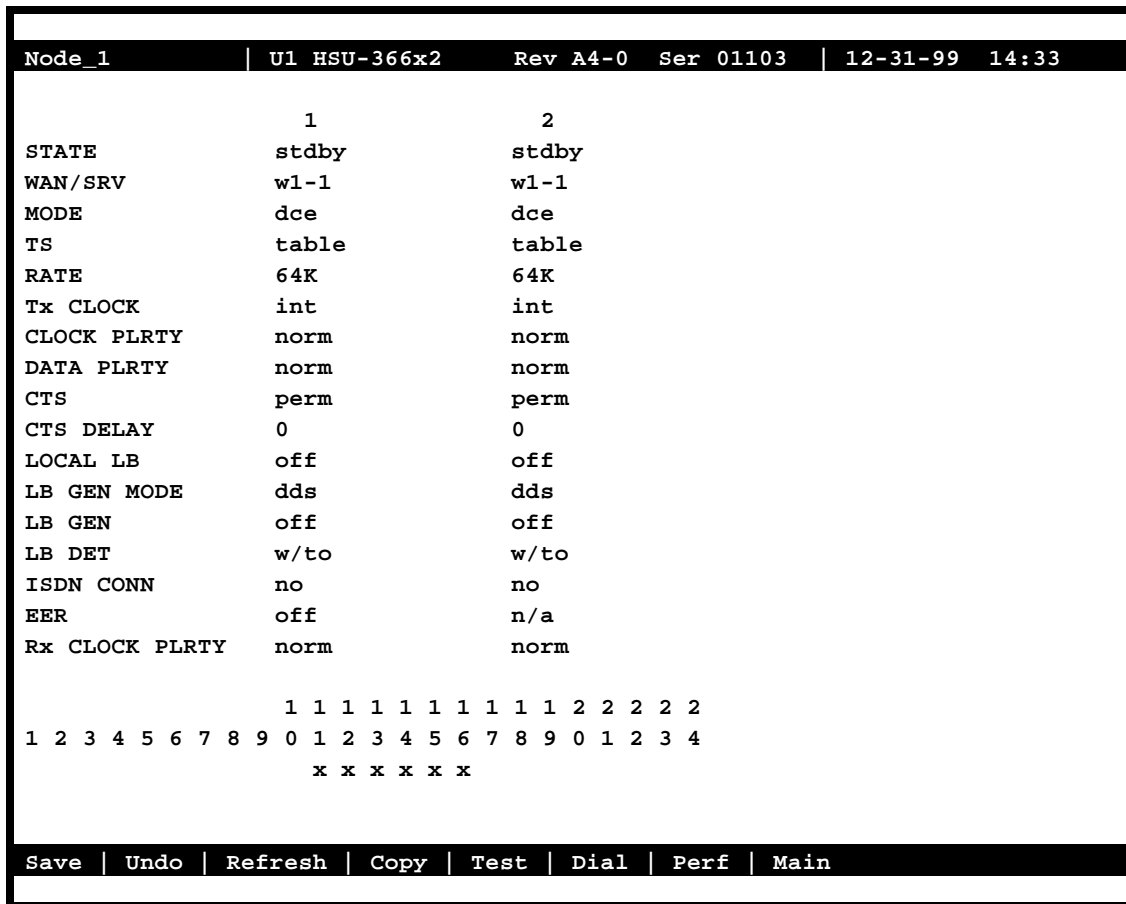 Node_1 | U1 HSU-366x2 Rev A4-0 Ser 01103 | 12-31-99 14:33
1 2
STATE stdby stdby
WAN/SRV w1-1 w1-1
MODE dce dce
TS table table
RATE 64K 64K
Tx CLOCK int int
CLOCK PLRTY norm norm
DATA PLRTY norm norm
CTS perm perm
CTS DELAY 0 0
LOCAL LB off off
LB GEN MODE dds dds
LB GEN off off
LB DET w/to w/to
ISDN CONN no no
EER off n/a
Rx CLOCK PLRTY norm norm
1 1 1 1 1 1 1 1 1 1 2 2 2 2 2
1 2 3 4 5 6 7 8 9 0 1 2 3 4 5 6 7 8 9 0 1 2 3 4
x x x x x x
Save | Undo | Refresh | Copy | Test | Dial | Perf | Main